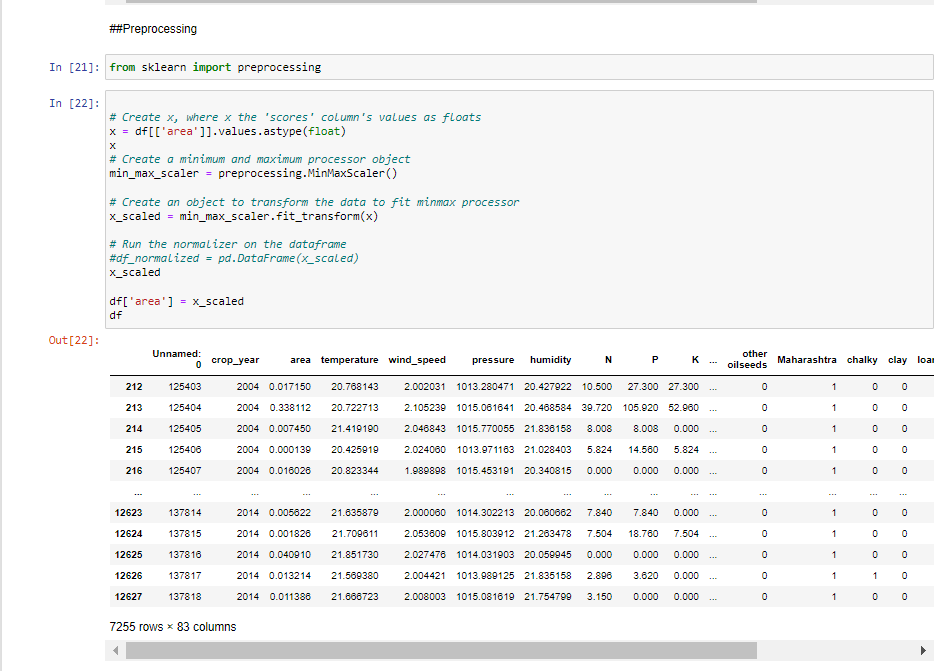 ##Preprocessing
In [21]: from sklearn import preprocessing
In [22]:
# Create x, where x the 'scores' column's values as floats
x = df[['area']].values.astype(float)
x
# Create a minimum and maximum processor object
min_max_scaler = preprocessing.MinMaxScaler()
# Create an object to transform the data to fit minmax processor
x_scaled = min_max_scaler.fit_transform(x)
# Run the normalizer on the dataframe
#df_normalized = pd.DataFrame(x_scaled)
x_scaled
df['area'] = x_scaled
df
Out[22]:
Unnamed: 0 crop_year area temperature wind_speed pressure humidity N P K ... other oilseeds Maharashtra chalky clay loar
212 125403 2004 0.017150 20.768143 2.002031 1013.280471 20.427922 10.500 27.300 27.300 ... 0 1 0 0
213 125404 2004 0.338112 20.722713 2.105239 1015.061641 20.468584 39.720 105.920 52.960 ... 0 1 0 0
214 125405 2004 0.007450 21.419190 2.046843 1015.770055 21.836158 8.008 8.008 0.000 ... 0 1 0 0
215 125406 2004 0.000139 20.425919 2.024060 1013.971163 21.028403 5.824 14.560 5.824 ... 0 1 0 0
216 125407 2004 0.016026 20.823344 1.989898 1015.453191 20.340815 0.000 0.000 0.000 ... 0 1 0 0
... ... ... ... ... ... ... ... ... ... ... ... ... ... ... ...
12623 137814 2014 0.005622 21.635879 2.000060 1014.302213 20.060662 7.840 7.840 0.000 ... 0 1 0 0
12624 137815 2014 0.001826 21.709611 2.053609 1015.803912 21.263478 7.504 18.760 7.504 ... 0 1 0 0
12625 137816 2014 0.040910 21.851730 2.027476 1014.031903 20.059945 0.000 0.000 0.000 ... 0 1 0 0
12626 137817 2014 0.013214 21.569380 2.004421 1013.989125 21.835158 2.896 3.620 0.000 ... 0 1 1 0
12627 137818 2014 0.011386 21.666723 2.008003 1015.081619 21.754799 3.150 0.000 0.000 ... 0 1 0 0
7255 rows × 83 columns